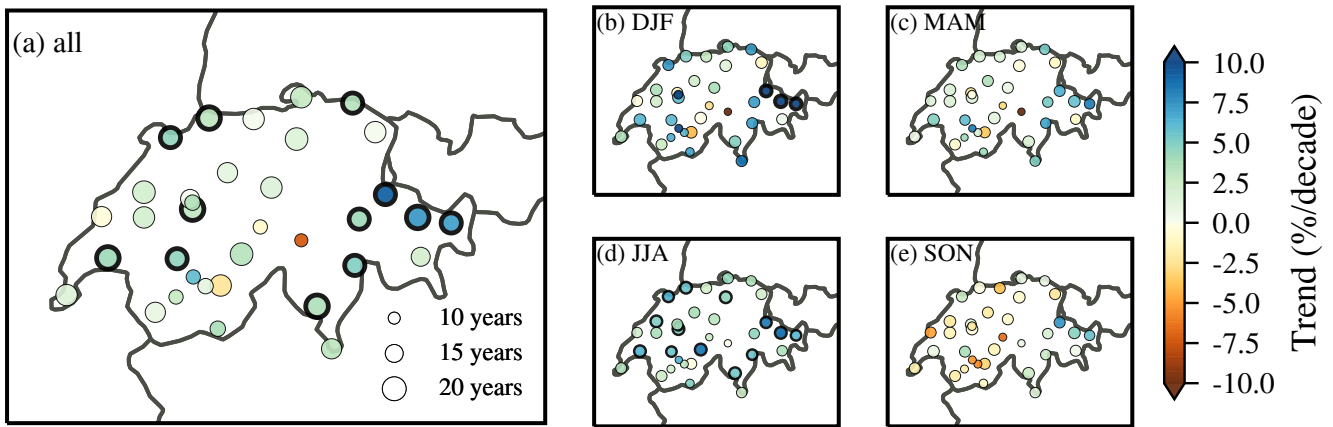 (a) all
10 years
15 years
20 years
(b) DJF
(c) MAM
(d) JJA
(e) SON
10.0
7.5
5.0
2.5
0.0
-2.5
-5.0
-7.5
-10.0
Trend (%/decade)